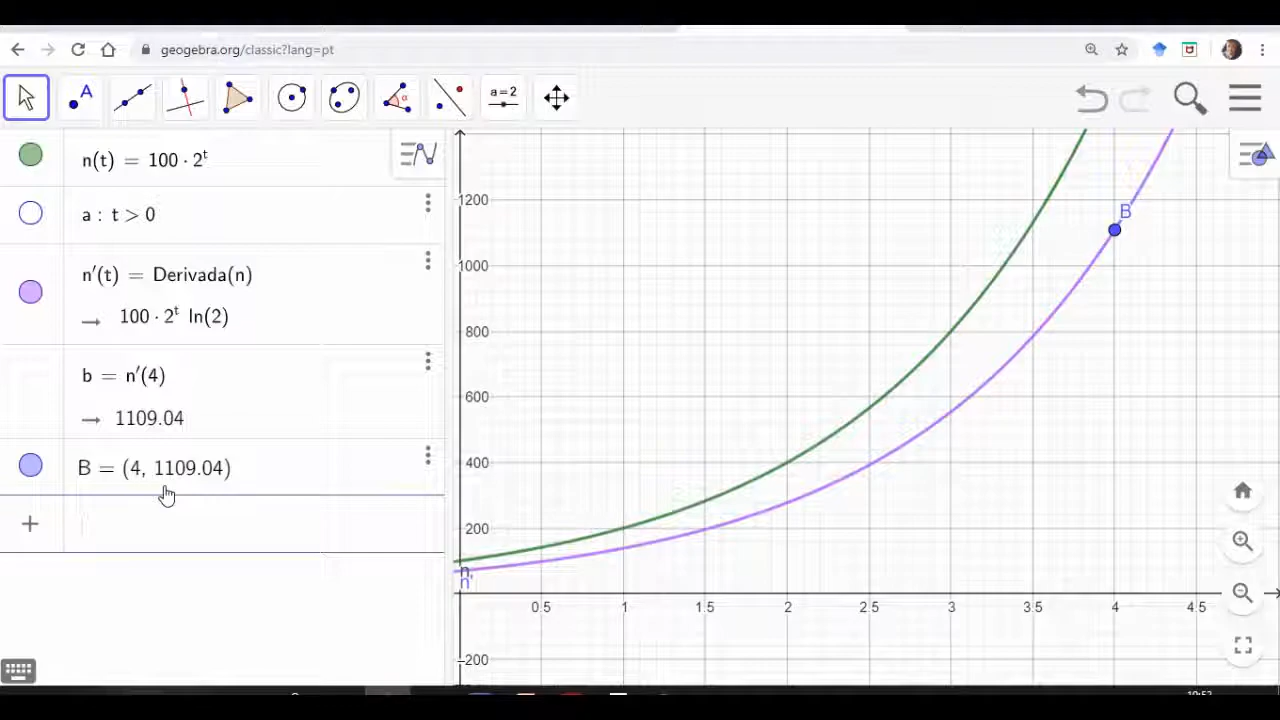 geogebra.org/classic?lang=pt
A
α
a=2
n(t) = 100 · 2ᵗ
a : t > 0
n′(t) = Derivada(n)
→ 100 · 2ᵗ ln(2)
b = n′(4)
→ 1109.04
B = (4, 1109.04)
+
1200
1000
800
600
400
200
−200
0.5 1 1.5 2 2.5 3 3.5 4 4.5
B
n
n'